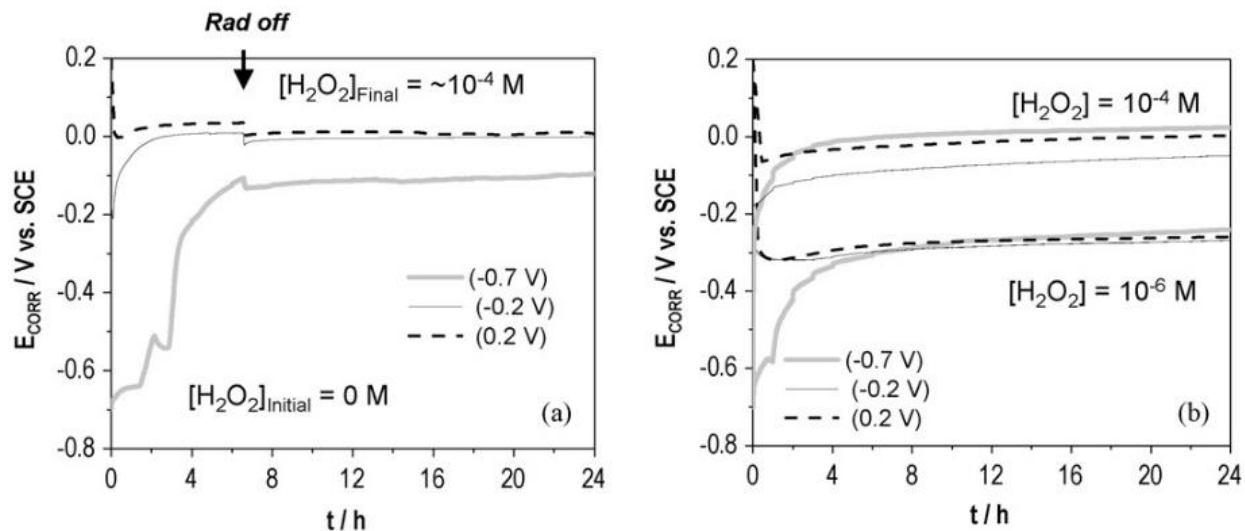 Rad off
[H₂O₂]Final = ~10⁻⁴ M
0.2
0.0
-0.2
-0.4
-0.6
-0.8
E_CORR / V vs. SCE
(-0.7 V)
(-0.2 V)
(0.2 V)
[H₂O₂]Initial = 0 M
(a)
0 4 8 12 16 20 24
t / h
0.2
0.0
-0.2
-0.4
-0.6
-0.8
E_CORR / V vs. SCE
[H₂O₂] = 10⁻⁴ M
[H₂O₂] = 10⁻⁶ M
(-0.7 V)
(-0.2 V)
(0.2 V)
(b)
0 4 8 12 16 20 24
t / h